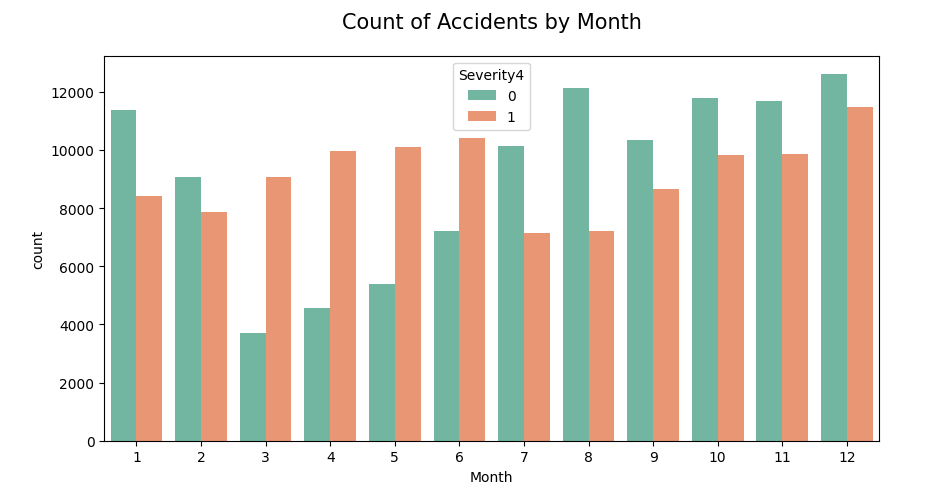 Count of Accidents by Month
Severity4
0
1
12000
10000
8000
6000
4000
2000
0
count
1 2 3 4 5 6 7 8 9 10 11 12
Month